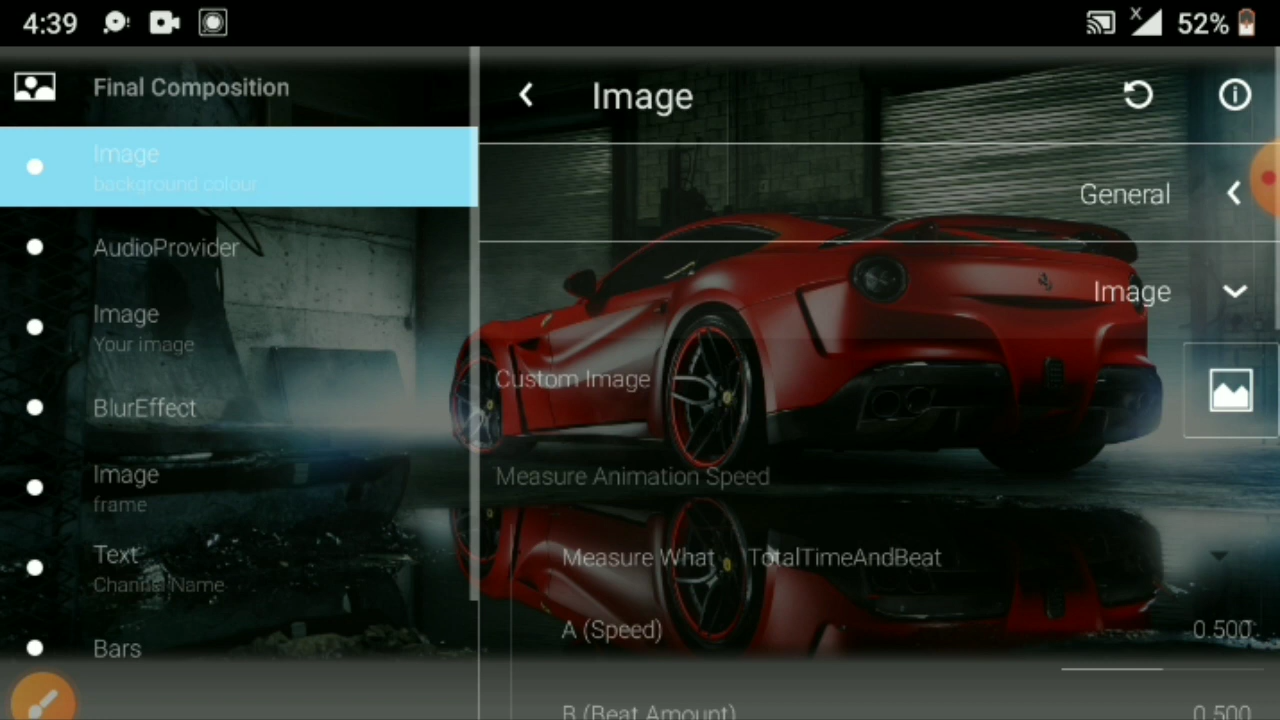 4:39
X
52%
Final Composition
Image
background colour
AudioProvider
Image
Your image
BlurEffect
Image
frame
Text
Channel Name
Bars
Image
General
Image
Custom Image
Measure Animation Speed
Measure What TotalTimeAndBeat
A (Speed) 0.500
B (Beat Amount) 0.500